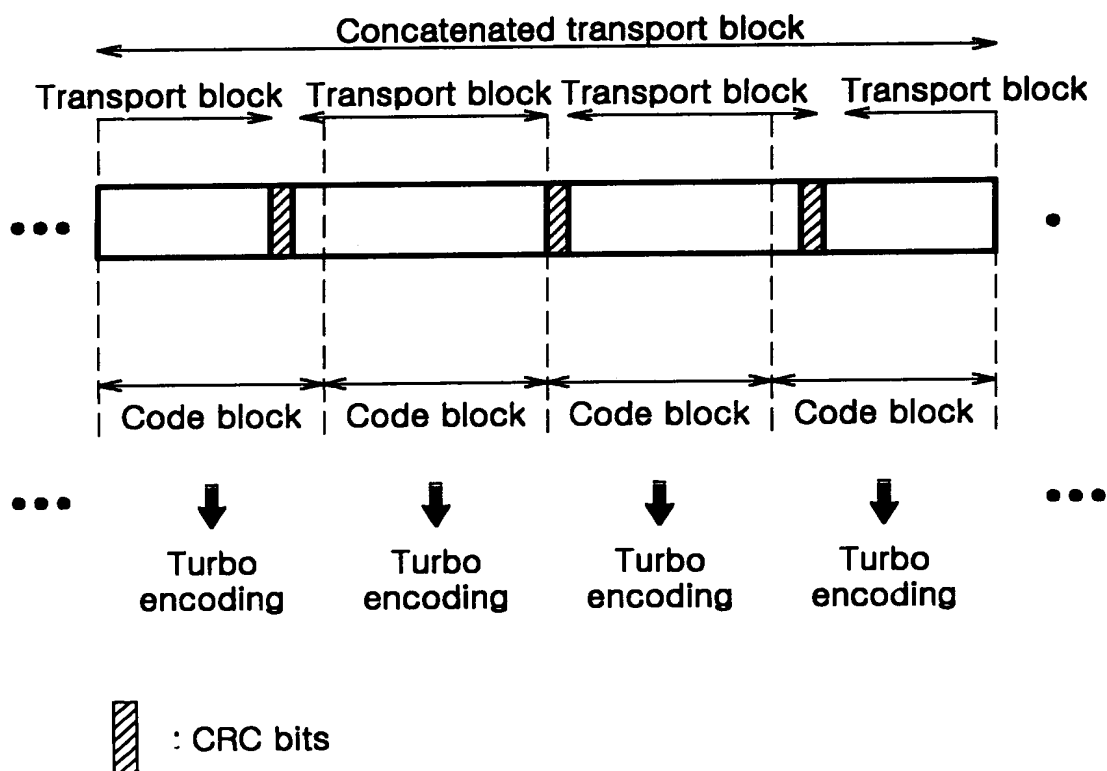 Concatenated transport block
Transport block Transport block Transport block Transport block
Code block Code block Code block Code block
Turbo encoding Turbo encoding Turbo encoding Turbo encoding
: CRC bits